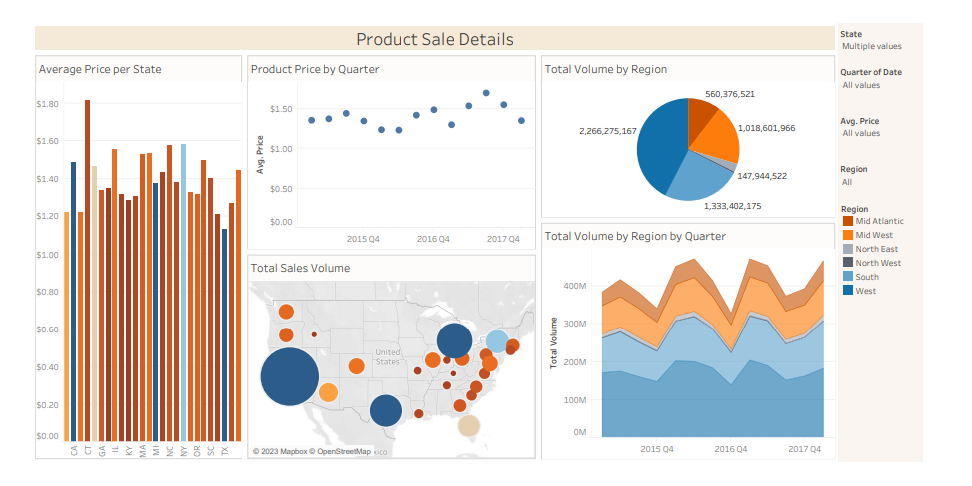 Product Sale Details
Average Price per State
$1.80
$1.60
$1.40
$1.20
$1.00
$0.80
$0.60
$0.40
$0.20
$0.00
CA
CT
GA
IL
KY
MA
MI
NC
NY
OR
SC
TX
Product Price by Quarter
Avg. Price
$1.50
$1.00
$0.50
$0.00
2015 Q4
2016 Q4
2017 Q4
Total Sales Volume
United
States
© 2023 Mapbox © OpenStreetMap
xico
Total Volume by Region
560,376,521
1,018,601,966
147,944,522
1,333,402,175
2,266,275,167
Total Volume by Region by Quarter
Total Volume
400M
300M
200M
100M
0M
2015 Q4
2016 Q4
2017 Q4
State
Multiple values
Quarter of Date
All values
Avg. Price
All values
Region
All
Region
Mid Atlantic
Mid West
North East
North West
South
West